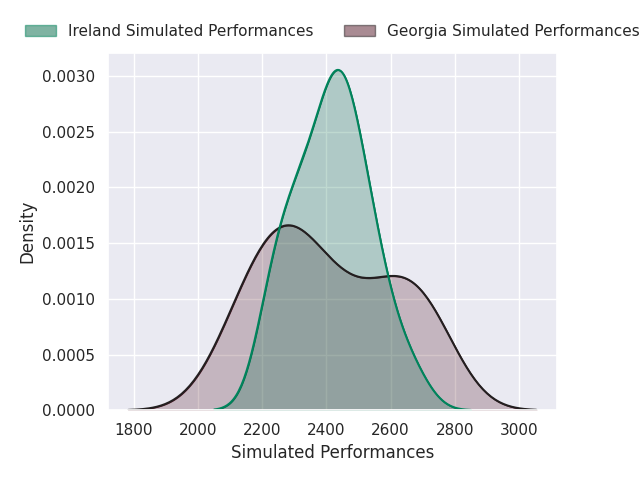 Ireland Simulated Performances Georgia Simulated Performances
0.0030
0.0025
0.0020
0.0015
0.0010
0.0005
0.0000
Density
1800 2000 2200 2400 2600 2800 3000
Simulated Performances